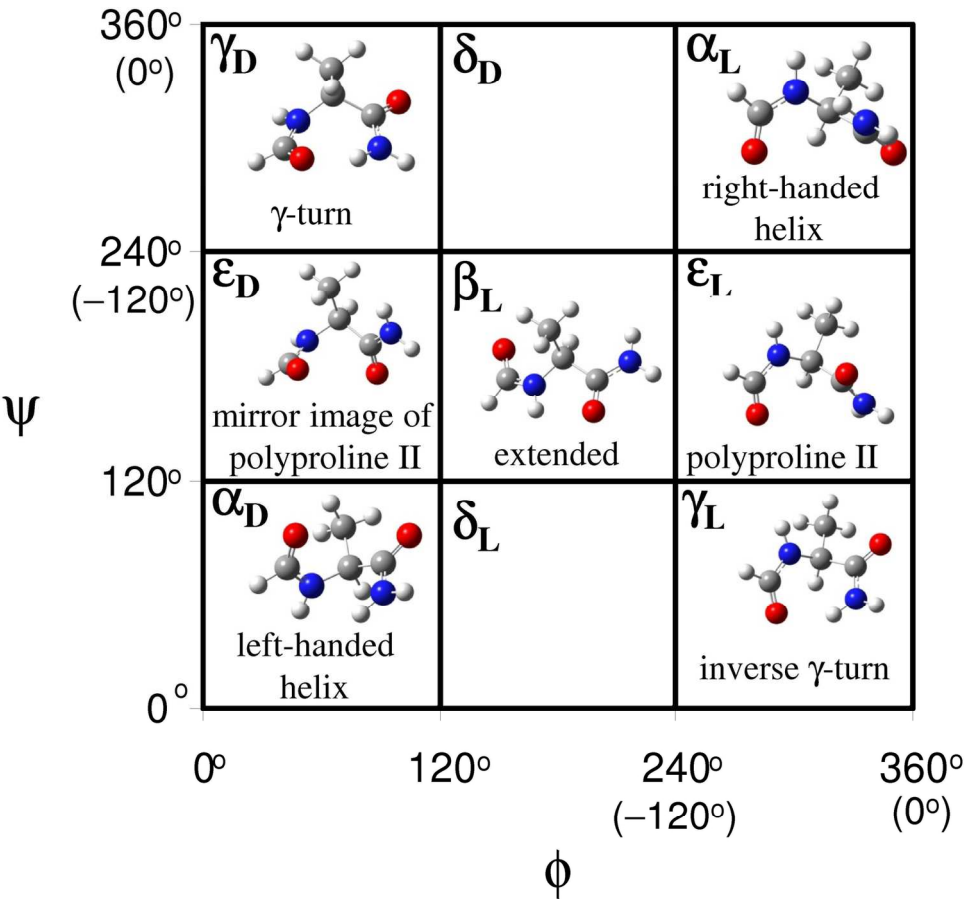 360° γD δD αL
(0°)
γ-turn right-handed
helix
240° εD βL εL
(−120°)
ψ
mirror image of
polyproline II extended polyproline II
120° αD δL γL
left-handed
helix inverse γ-turn
0°
0° 120° 240° 360°
(−120°) (0°)
ϕ